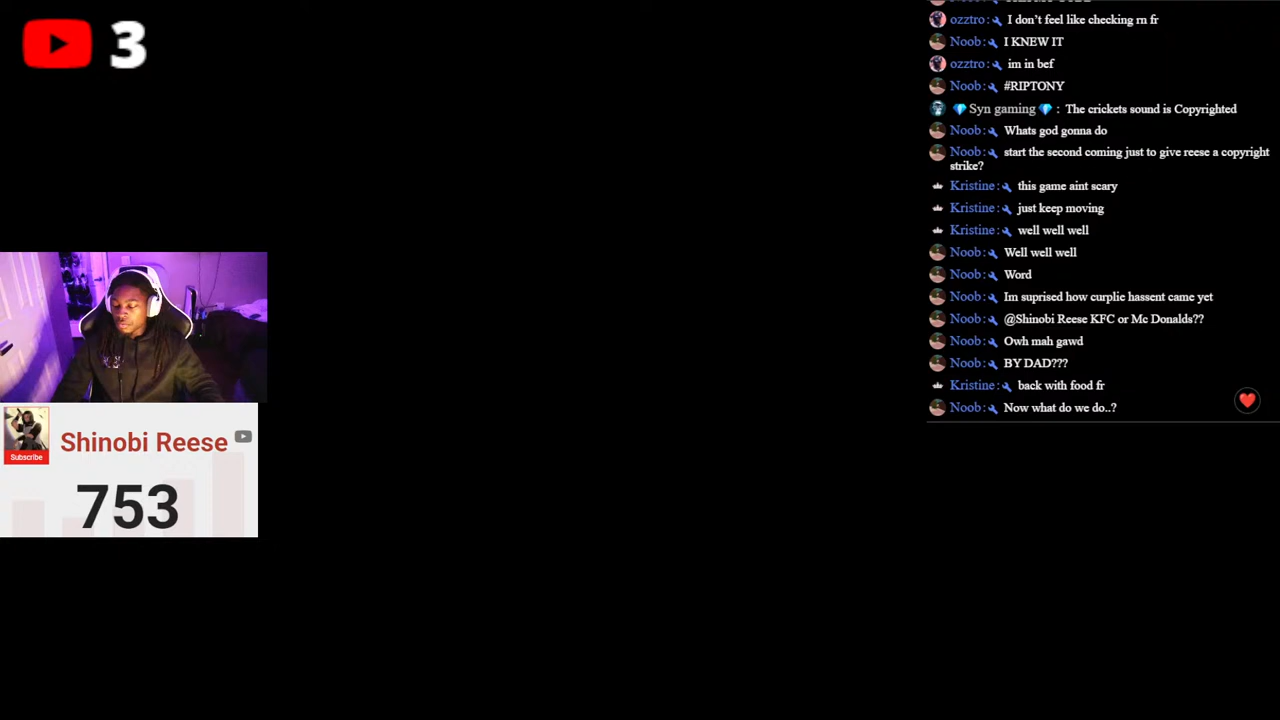 3
ozztro: I don’t feel like checking rn fr
Noob: I KNEW IT
ozztro: im in bef
Noob: #RIPTONY
💎Syn gaming💎: The crickets sound is Copyrighted
Noob: Whats god gonna do
Noob: start the second coming just to give reese a copyright
strike?
Kristine: this game aint scary
Kristine: just keep moving
Kristine: well well well
Noob: Well well well
Noob: Word
Noob: Im suprised how curplie hassent came yet
Noob: @Shinobi Reese KFC or Mc Donalds??
Noob: Owh mah gawd
Noob: BY DAD???
Kristine: back with food fr
Noob: Now what do we do..?
Shinobi Reese
Subscribe
753